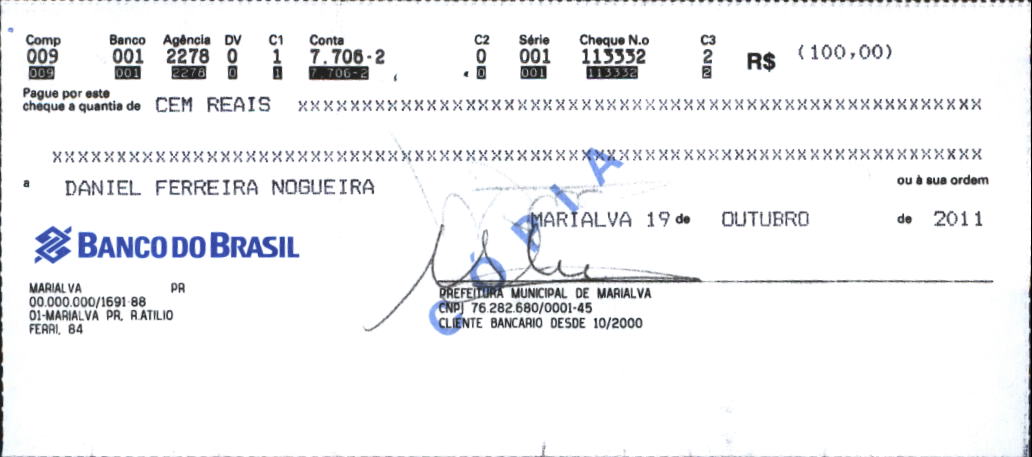 Comp Banco Agência DV C1 Conta C2 Série Cheque N.o C3
009 001 2278 0 1 7.706-2 0 001 113332 2 R$ (100,00)
009 001 2278 0 1 7.706-2 0 001 113332 2
Pague por este
cheque a quantia de CEM REAIS XXXXXXXXXXXXXXXXXXXXXXXXXXXXXXXXXXXXXXXXXXXXXXXXXXXXXXXXX
XXXXXXXXXXXXXXXXXXXXXXXXXXXXXXXXXXXXXXXXXXXXXXXXXXXXXXXXXXXXXXXXXXXXXXXXXXXXX
a DANIEL FERREIRA NOGUEIRA ou à sua ordem
MARIALVA 19 de OUTUBRO de 2011
BANCO DO BRASIL
CÓPIA
MARIALVA PR
00.000.000/1691-88
01-MARIALVA PR, R.ATILIO
FERRI, 84
PREFEITURA MUNICIPAL DE MARIALVA
CNPJ 76.282.680/0001-45
CLIENTE BANCARIO DESDE 10/2000